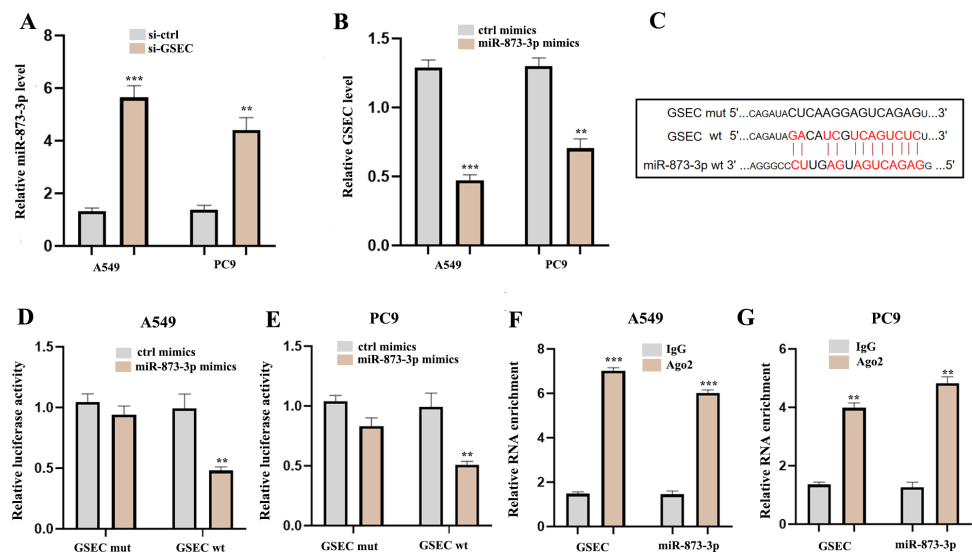 A
si-ctrl
si-GSEC
Relative miR-873-3p level
8
6
4
2
0
***
**
A549
PC9
B
ctrl mimics
miR-873-3p mimics
Relative GSEC level
1.5
1.0
0.5
0.0
***
**
A549
PC9
C
GSEC mut 5'...CAGAUACUCAAGGAGUCAGAGU...3'
GSEC wt 5'...CAGAUAGACAUCGUCAGUCUCU...3'
miR-873-3p wt 3' ...AGGGCCCUUGAGUAGUCAGAGG ...5'
D
A549
ctrl mimics
miR-873-3p mimics
Relative luciferase activity
1.5
1.0
0.5
0.0
**
GSEC mut
GSEC wt
E
PC9
ctrl mimics
miR-873-3p mimics
Relative luciferase activity
1.5
1.0
0.5
0.0
**
GSEC mut
GSEC wt
F
A549
IgG
Ago2
Relative RNA enrichment
8
6
4
2
0
***
***
GSEC
miR-873-3p
G
PC9
IgG
Ago2
Relative RNA enrichment
6
4
2
0
**
**
GSEC
miR-873-3p